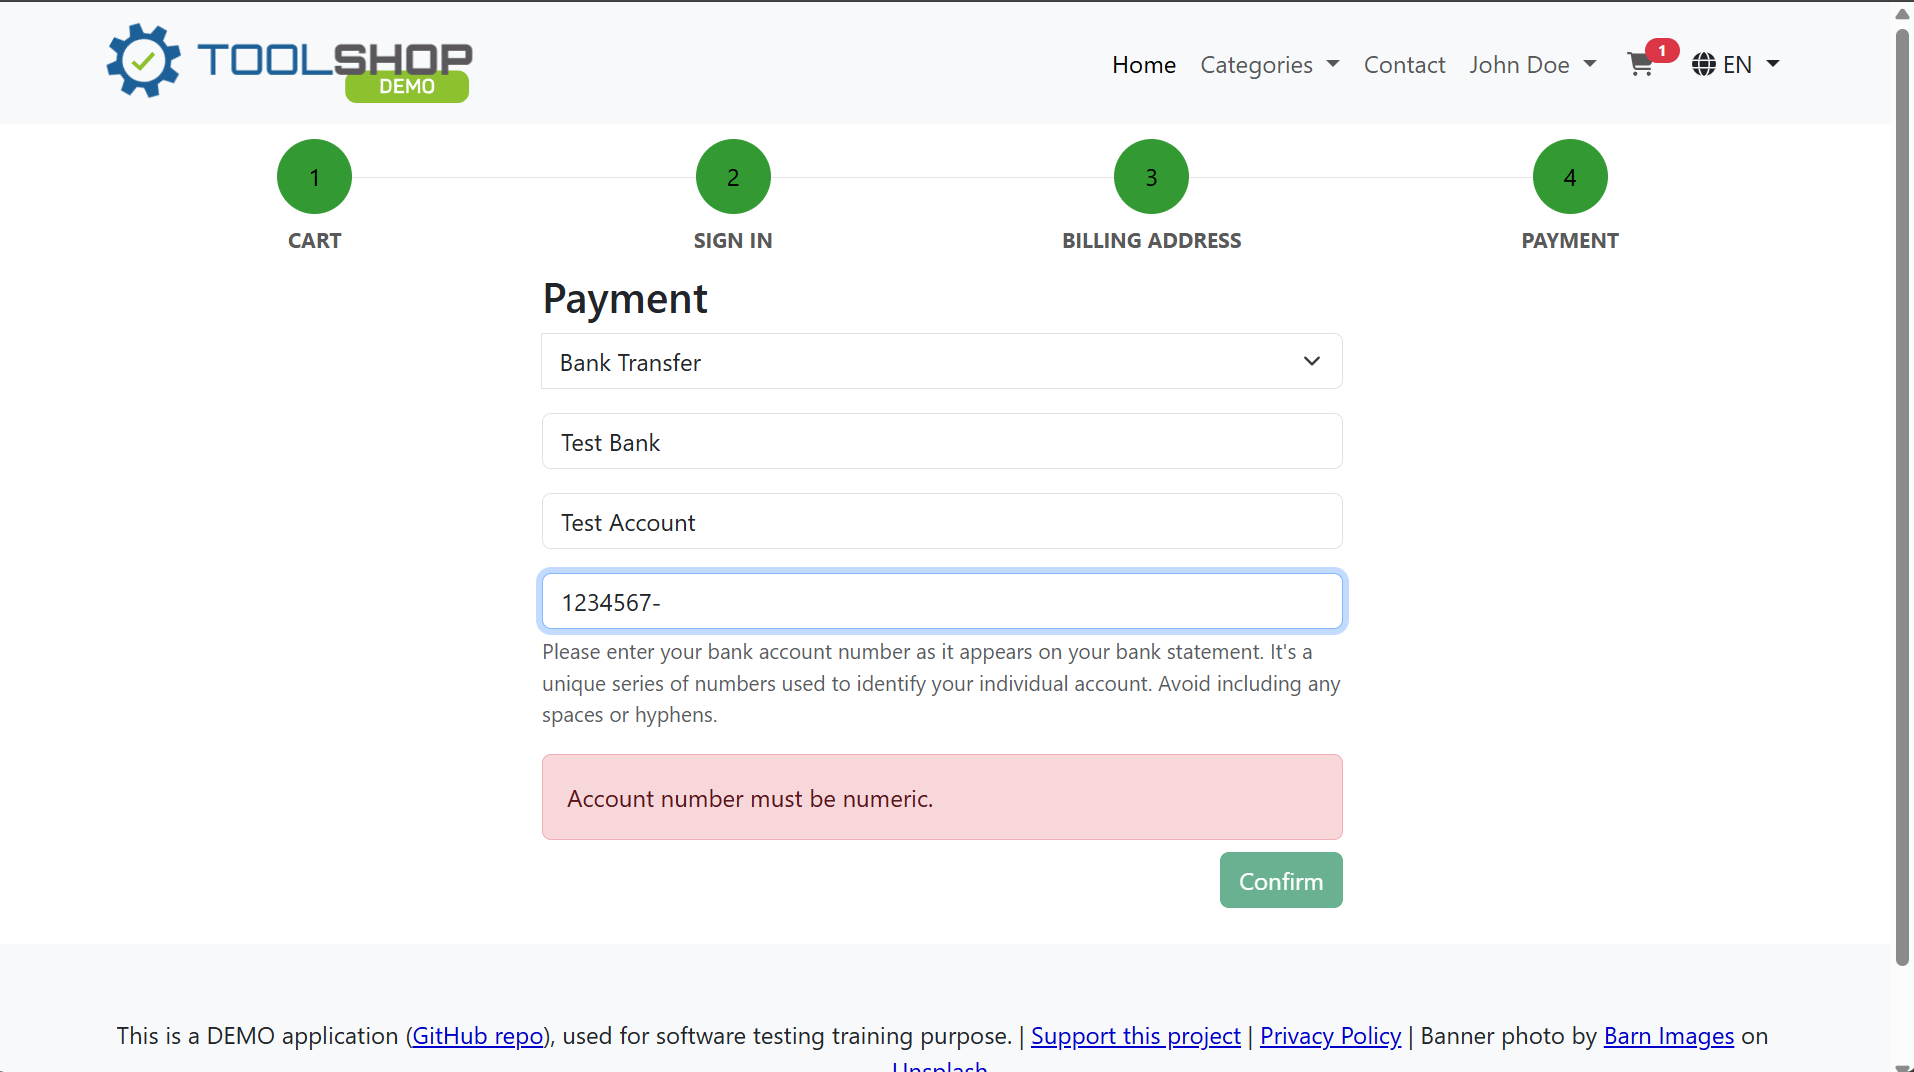 TOOLSHOP
DEMO
Home Categories Contact John Doe 1 EN
1 2 3 4
CART SIGN IN BILLING ADDRESS PAYMENT
Payment
Bank Transfer
Test Bank
Test Account
1234567-
Please enter your bank account number as it appears on your bank statement. It's a
unique series of numbers used to identify your individual account. Avoid including any
spaces or hyphens.
Account number must be numeric.
Confirm
This is a DEMO application (GitHub repo), used for software testing training purpose. | Support this project | Privacy Policy | Banner photo by Barn Images on
Unsplash